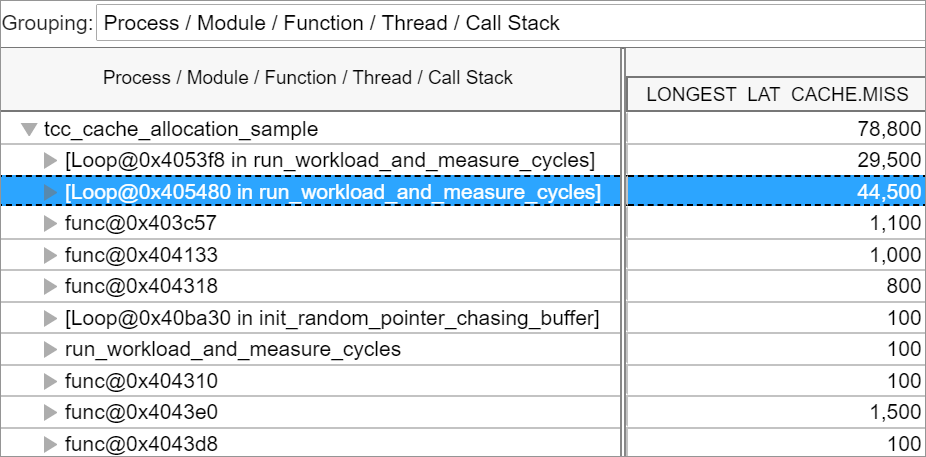 Grouping: Process / Module / Function / Thread / Call Stack
Process / Module / Function / Thread / Call Stack
LONGEST_LAT_CACHE.MISS
tcc_cache_allocation_sample 78,800
[Loop@0x4053f8 in run_workload_and_measure_cycles] 29,500
[Loop@0x405480 in run_workload_and_measure_cycles] 44,500
func@0x403c57 1,100
func@0x404133 1,000
func@0x404318 800
[Loop@0x40ba30 in init_random_pointer_chasing_buffer] 100
run_workload_and_measure_cycles 100
func@0x404310 100
func@0x4043e0 1,500
func@0x4043d8 100